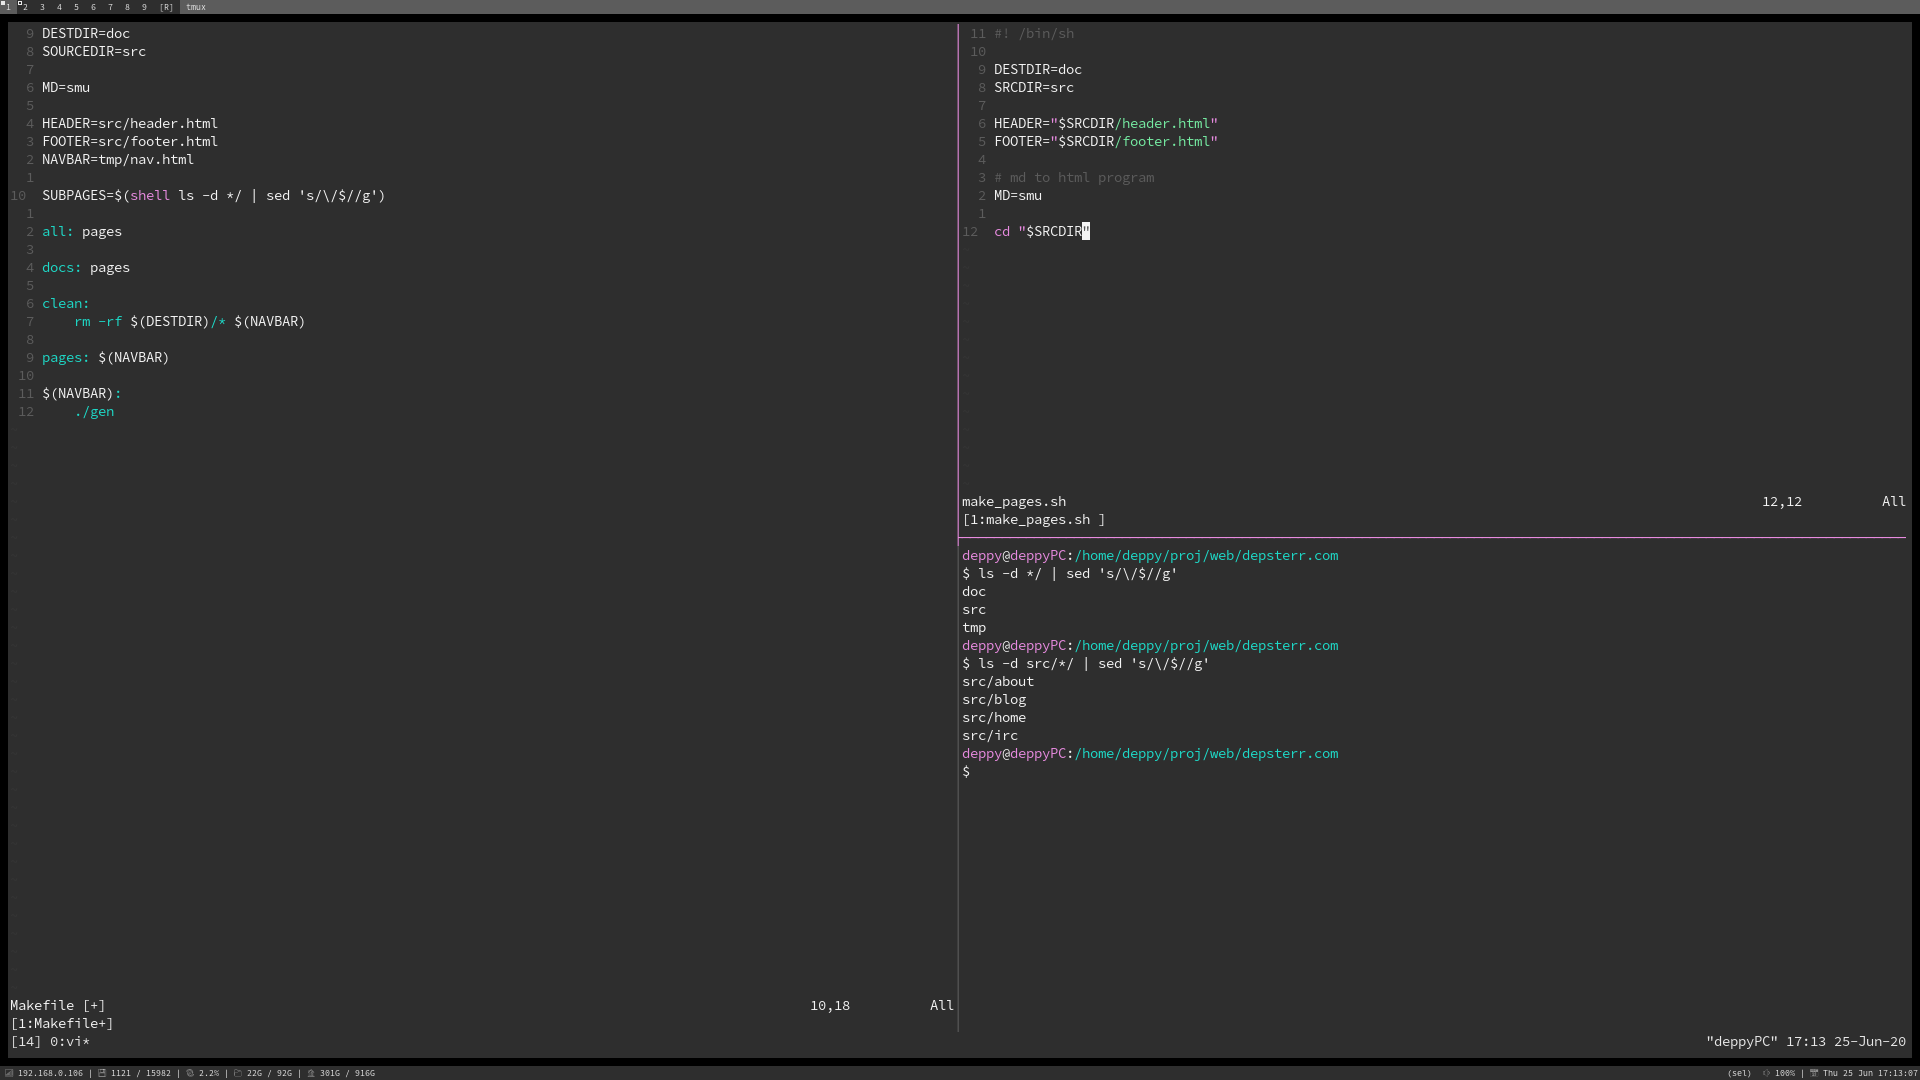 1 2 3 4 5 6 7 8 9 [R] tmux
9 DESTDIR=doc
8 SOURCEDIR=src
7
6 MD=smu
5
4 HEADER=src/header.html
3 FOOTER=src/footer.html
2 NAVBAR=tmp/nav.html
1
10 SUBPAGES=$(shell ls -d */ | sed 's/\/$//g')
1
2 all: pages
3
4 docs: pages
5
6 clean:
7 rm -rf $(DESTDIR)/* $(NAVBAR)
8
9 pages: $(NAVBAR)
10
11 $(NAVBAR):
12 ./gen
Makefile [+] 10,18 All
[1:Makefile+]
11 #! /bin/sh
10
9 DESTDIR=doc
8 SRCDIR=src
7
6 HEADER="$SRCDIR/header.html"
5 FOOTER="$SRCDIR/footer.html"
4
3 # md to html program
2 MD=smu
1
12 cd "$SRCDIR"
make_pages.sh 12,12 All
[1:make_pages.sh ]
deppy@deppyPC:/home/deppy/proj/web/depsterr.com
$ ls -d */ | sed 's/\/$//g'
doc
src
tmp
deppy@deppyPC:/home/deppy/proj/web/depsterr.com
$ ls -d src/*/ | sed 's/\/$//g'
src/about
src/blog
src/home
src/irc
deppy@deppyPC:/home/deppy/proj/web/depsterr.com
$
[14] 0:vi* "deppyPC" 17:13 25-Jun-20
192.168.0.106 | 1121 / 15982 | 2.2% | 22G / 92G | 301G / 916G (sel) 100% | Thu 25 Jun 17:13:07